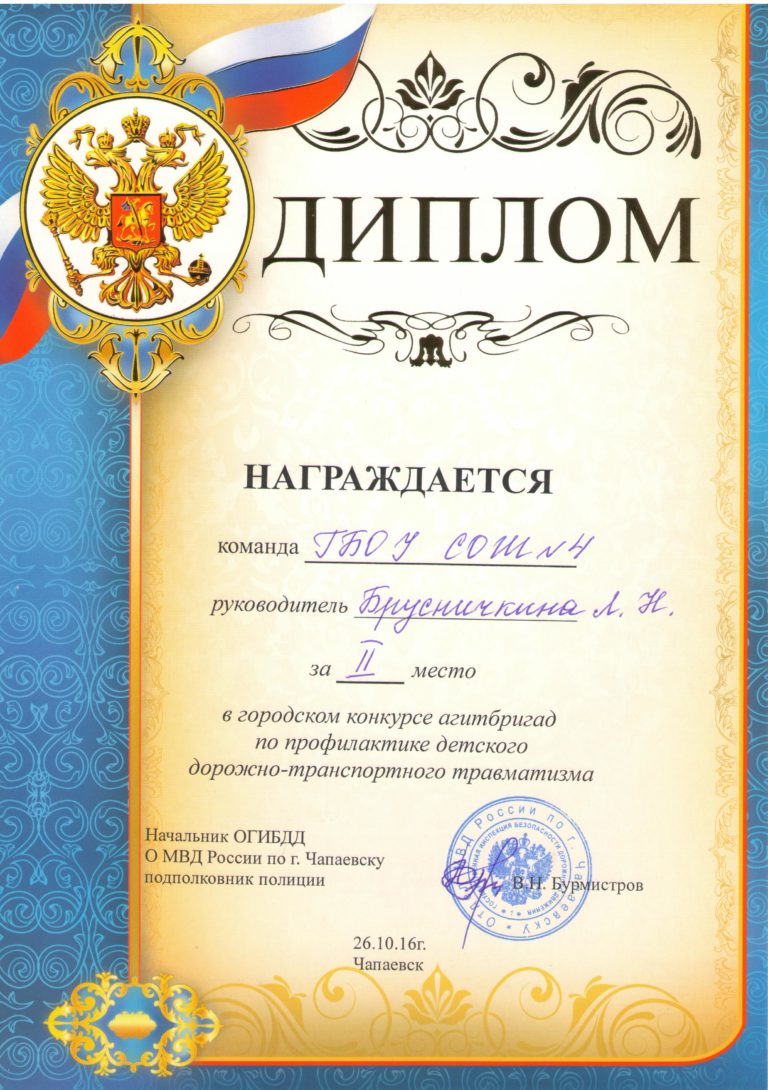 ДИПЛОМ
НАГРАЖДАЕТСЯ
команда ГБОУ СОШ №4
руководитель Брусничкина Л. Н.
за II место
в городском конкурсе агитбригад
по профилактике детского
дорожно-транспортного травматизма
Начальник ОГИБДД
О МВД России по г. Чапаевску
подполковник полиции
В.Н. Бурмистров
26.10.16г.
Чапаевск